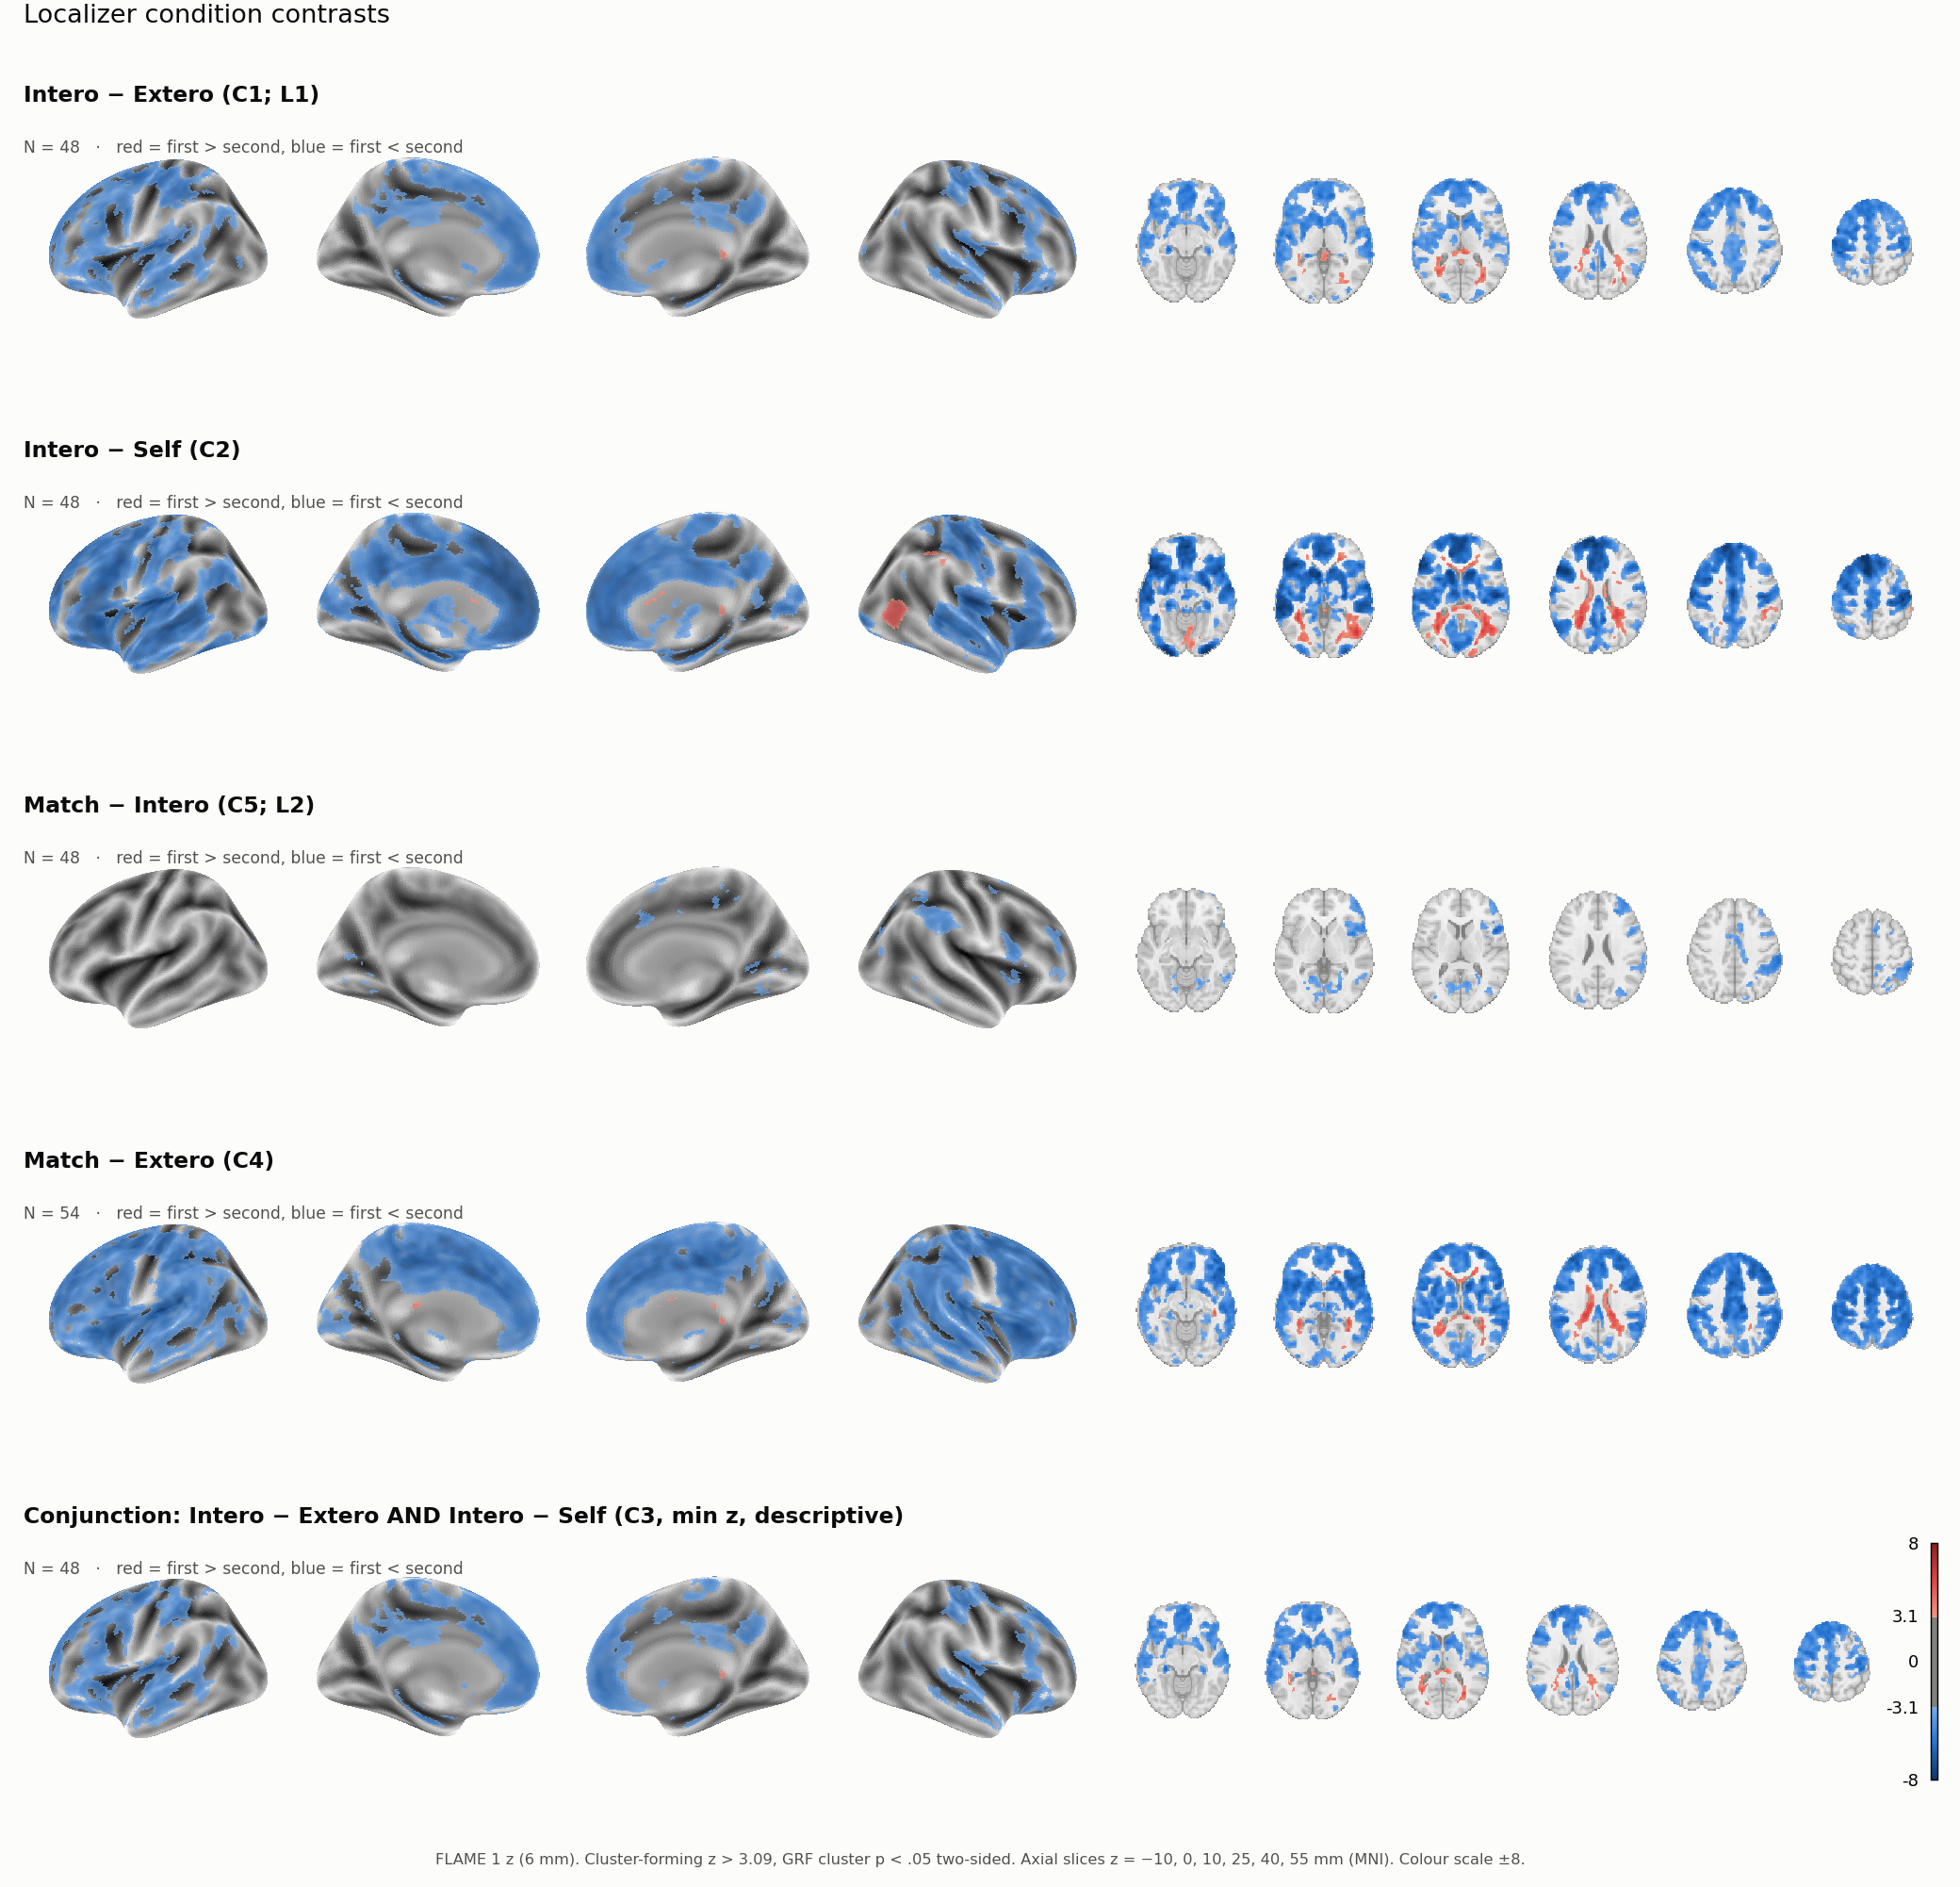 Localizer condition contrasts
Intero − Extero (C1; L1)
N = 48 · red = first > second, blue = first < second
Intero − Self (C2)
N = 48 · red = first > second, blue = first < second
Match − Intero (C5; L2)
N = 48 · red = first > second, blue = first < second
Match − Extero (C4)
N = 54 · red = first > second, blue = first < second
Conjunction: Intero − Extero AND Intero − Self (C3, min z, descriptive)
N = 48 · red = first > second, blue = first < second
8
3.1
0
-3.1
-8
FLAME 1 z (6 mm). Cluster-forming z > 3.09, GRF cluster p < .05 two-sided. Axial slices z = −10, 0, 10, 25, 40, 55 mm (MNI). Colour scale ±8.